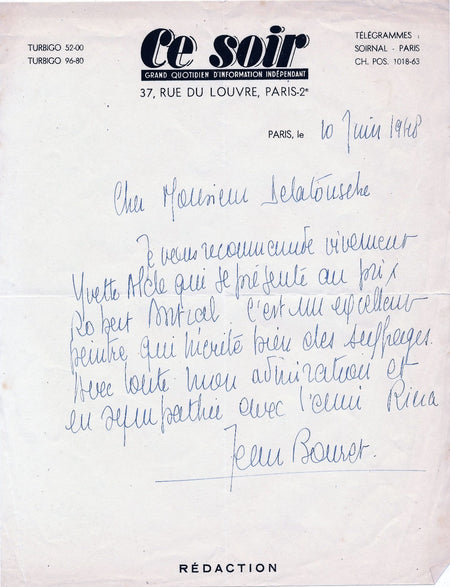 TURBIGO 52-00
TURBIGO 96-80
Ce soir
GRAND QUOTIDIEN D'INFORMATION INDÉPENDANT
37, RUE DU LOUVRE, PARIS-2e
TÉLÉGRAMMES :
SOIRNAL - PARIS
CH. POS. 1018-63
PARIS, le 10 Juin 1948
Cher Monsieur Delatousche
Je vous recommande vivement
Yvette Alde qui se présente au prix
Robert Antral c'est un excellent
peintre qui mérite bien des suffrages.
Avec toute mon admiration et
en sympathie avec l'ami
Jean Bouret.
RÉDACTION